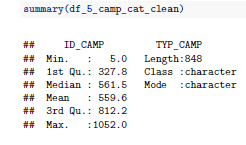 summary(df_5_camp_cat_clean)
##     ID_CAMP         TYP_CAMP
## Min.   :   5.0   Length:848
## 1st Qu.: 327.8   Class :character
## Median : 561.5   Mode  :character
## Mean   : 559.6
## 3rd Qu.: 812.2
## Max.   :1052.0